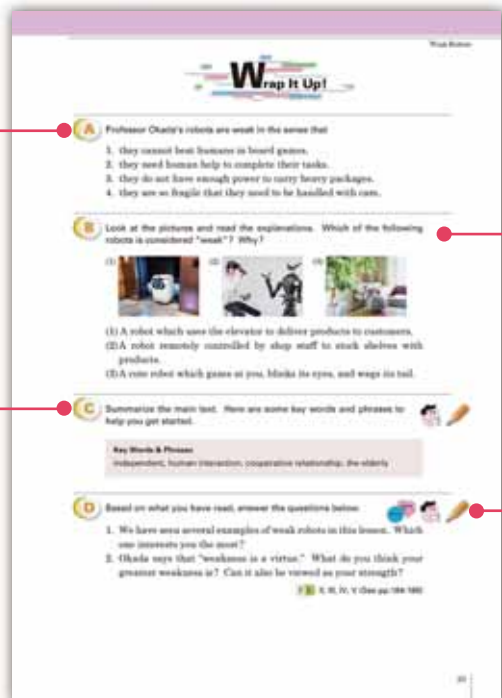 Weak Robots
Wrap It Up!
A Professor Okada's robots are weak in the sense that
1. they cannot beat humans in board games.
2. they need human help to complete their tasks.
3. they do not have enough power to carry heavy packages.
4. they are so fragile that they need to be handled with care.
B Look at the pictures and read the explanations. Which of the following
robots is considered "weak"? Why?
(1) (2) (3)
(1) A robot which uses the elevator to deliver products to customers.
(2) A robot remotely controlled by shop staff to stock shelves with
products.
(3) A cute robot which gazes at you, blinks its eyes, and wags its tail.
C Summarize the main text. Here are some key words and phrases to
help you get started.
Key Words & Phrases
independent, human interaction, cooperative relationship, the elderly
D Based on what you have read, answer the questions below.
1. We have seen several examples of weak robots in this lesson. Which
one interests you the most?
2. Okada says that "weakness is a virtue." What do you think your
greatest weakness is? Can it also be viewed as your strength?
II, III, IV, V (See pp.184-185)